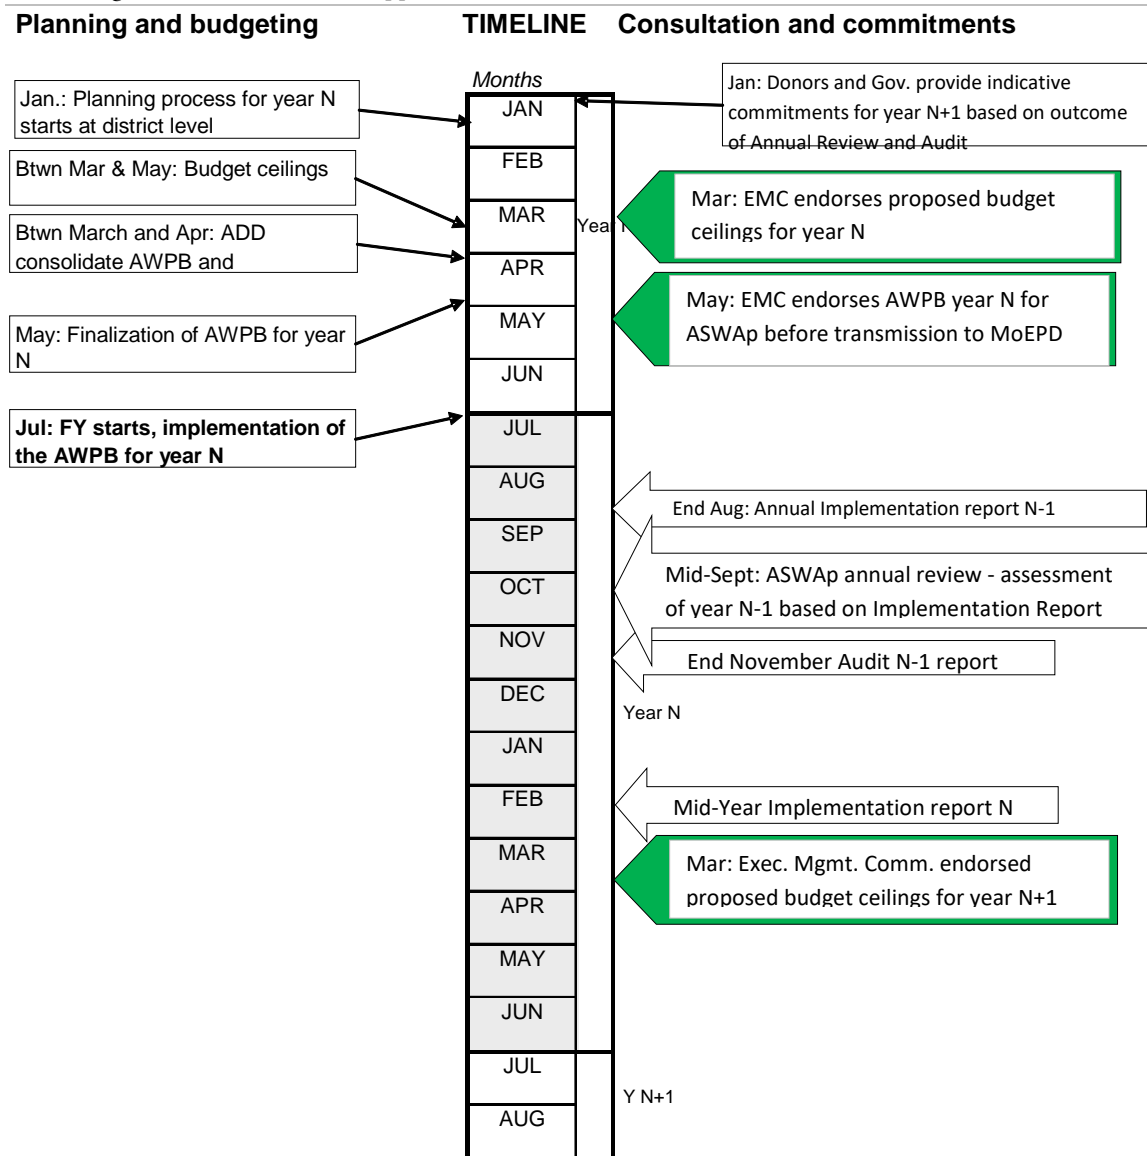 Planning and budgeting
TIMELINE
Consultation and commitments
Months
Jan.: Planning process for year N
starts at district level
Btwn Mar & May: Budget ceilings
Btwn March and Apr: ADD
consolidate AWPB and
May: Finalization of AWPB for year
N
Jul: FY starts, implementation of
the AWPB for year N
JAN
FEB
MAR
APR
MAY
JUN
JUL
AUG
SEP
OCT
NOV
DEC
JAN
FEB
MAR
APR
MAY
JUN
JUL
AUG
Year
Year N
Y N+1
Jan: Donors and Gov. provide indicative
commitments for year N+1 based on outcome
of Annual Review and Audit
Mar: EMC endorses proposed budget
ceilings for year N
May: EMC endorses AWPB year N for
ASWAp before transmission to MoEPD
End Aug: Annual Implementation report N-1
Mid-Sept: ASWAp annual review - assessment
of year N-1 based on Implementation Report
End November Audit N-1 report
Mid-Year Implementation report N
Mar: Exec. Mgmt. Comm. endorsed
proposed budget ceilings for year N+1